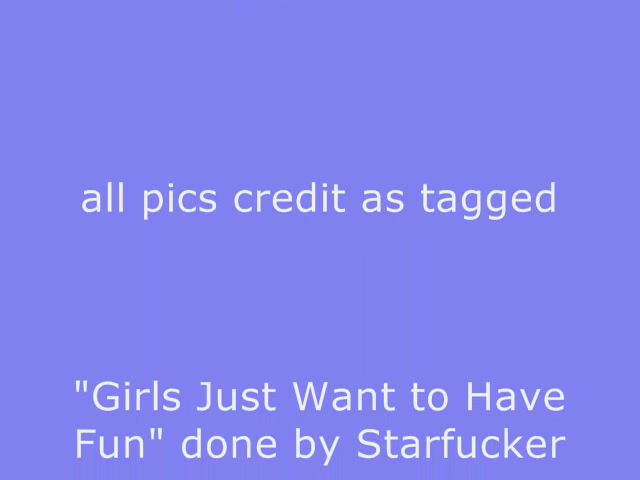 all pics credit as tagged
"Girls Just Want to Have
Fun" done by Starfucker